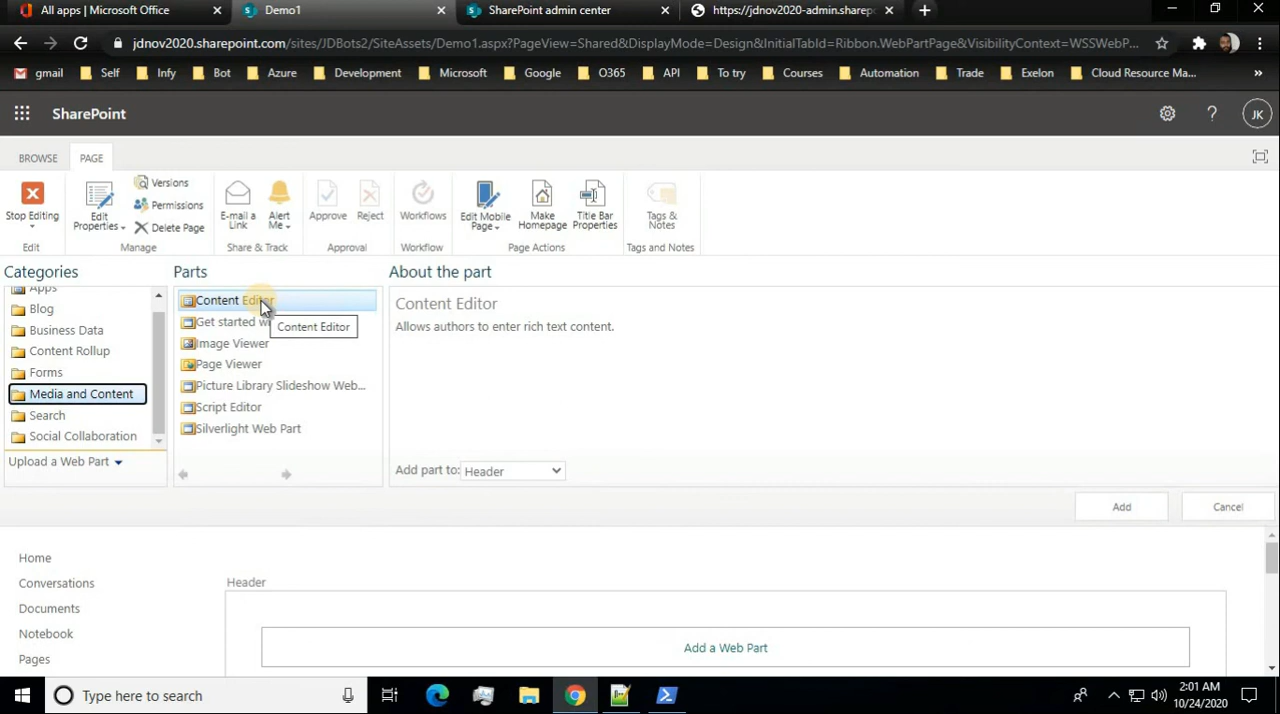 All apps | Microsoft Office
Demo1
SharePoint admin center
https://jdnov2020-admin.sharep
jdnov2020.sharepoint.com/sites/JDBots2/SiteAssets/Demo1.aspx?PageView=Shared&DisplayMode=Design&InitialTabId=Ribbon.WebPartPage&VisibilityContext=WSSWebP...
gmail Self Infy Bot Azure Development Microsoft Google O365 API To try Courses Automation Trade Exelon Cloud Resource Ma... »
SharePoint ? JK
BROWSE PAGE
Stop Editing
Edit Properties
Versions
Permissions
Delete Page
E-mail a Link
Alert Me
Approve
Reject
Workflows
Edit Mobile Page
Make Homepage
Title Bar Properties
Tags & Notes
Edit Manage Share & Track Approval Workflow Page Actions Tags and Notes
Categories
Apps
Blog
Business Data
Content Rollup
Forms
Media and Content
Search
Social Collaboration
Upload a Web Part
Parts
Content Editor
Get started wi
Content Editor
Image Viewer
Page Viewer
Picture Library Slideshow Web...
Script Editor
Silverlight Web Part
About the part
Content Editor
Allows authors to enter rich text content.
Add part to: Header
Add Cancel
Home
Conversations
Documents
Notebook
Pages
Header
Add a Web Part
Type here to search
2:01 AM
10/24/2020